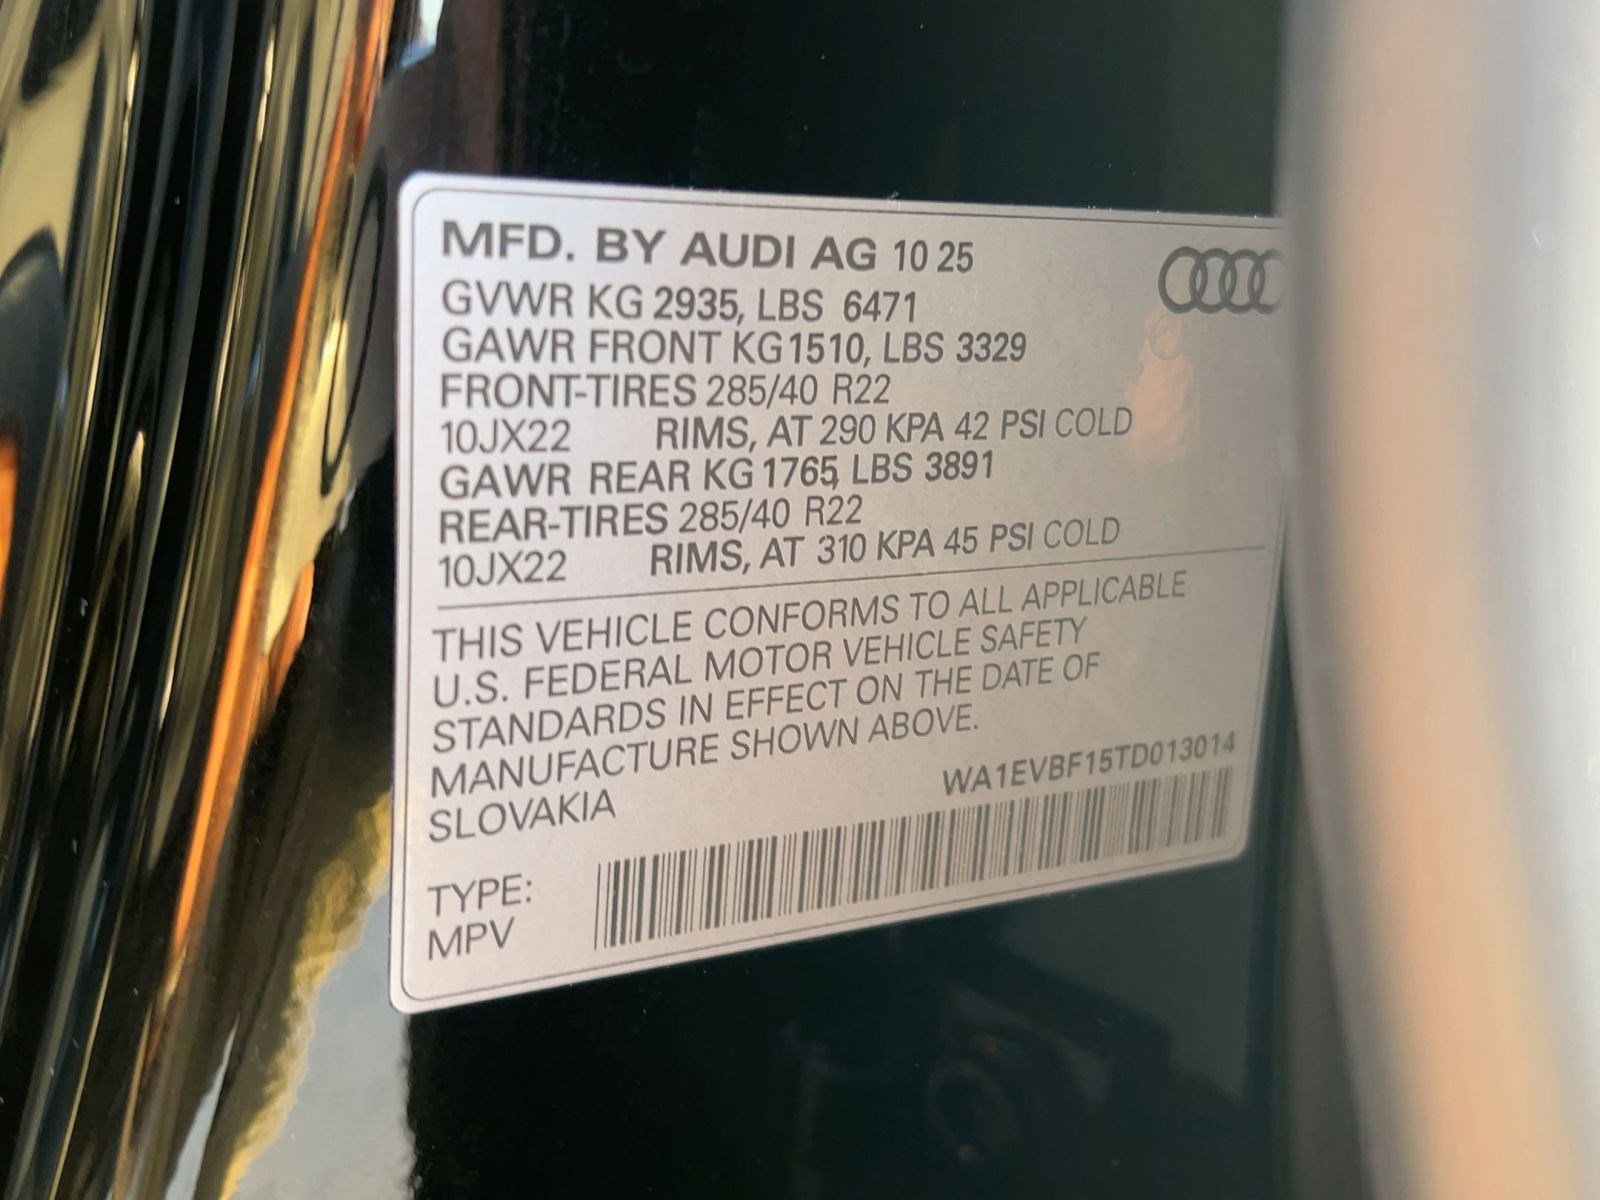 MFD. BY AUDI AG 10 25
GVWR KG 2935, LBS 6471
GAWR FRONT KG 1510, LBS 3329
FRONT-TIRES 285/40 R22
10JX22 RIMS, AT 290 KPA 42 PSI COLD
GAWR REAR KG 1765, LBS 3891
REAR-TIRES 285/40 R22
10JX22 RIMS, AT 310 KPA 45 PSI COLD
THIS VEHICLE CONFORMS TO ALL APPLICABLE
U.S. FEDERAL MOTOR VEHICLE SAFETY
STANDARDS IN EFFECT ON THE DATE OF
MANUFACTURE SHOWN ABOVE.
SLOVAKIA
WA1EVBF15TD013014
TYPE:
MPV